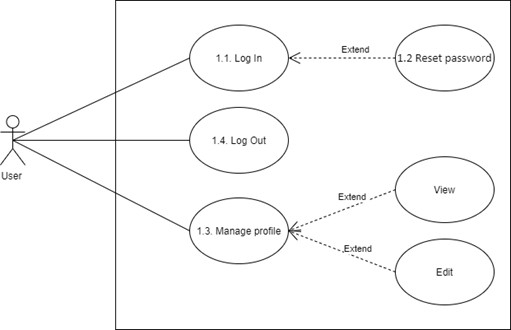 1.1. Log In
Extend
1.2 Reset password
1.4. Log Out
User
Extend
View
1.3. Manage profile
Extend
Edit